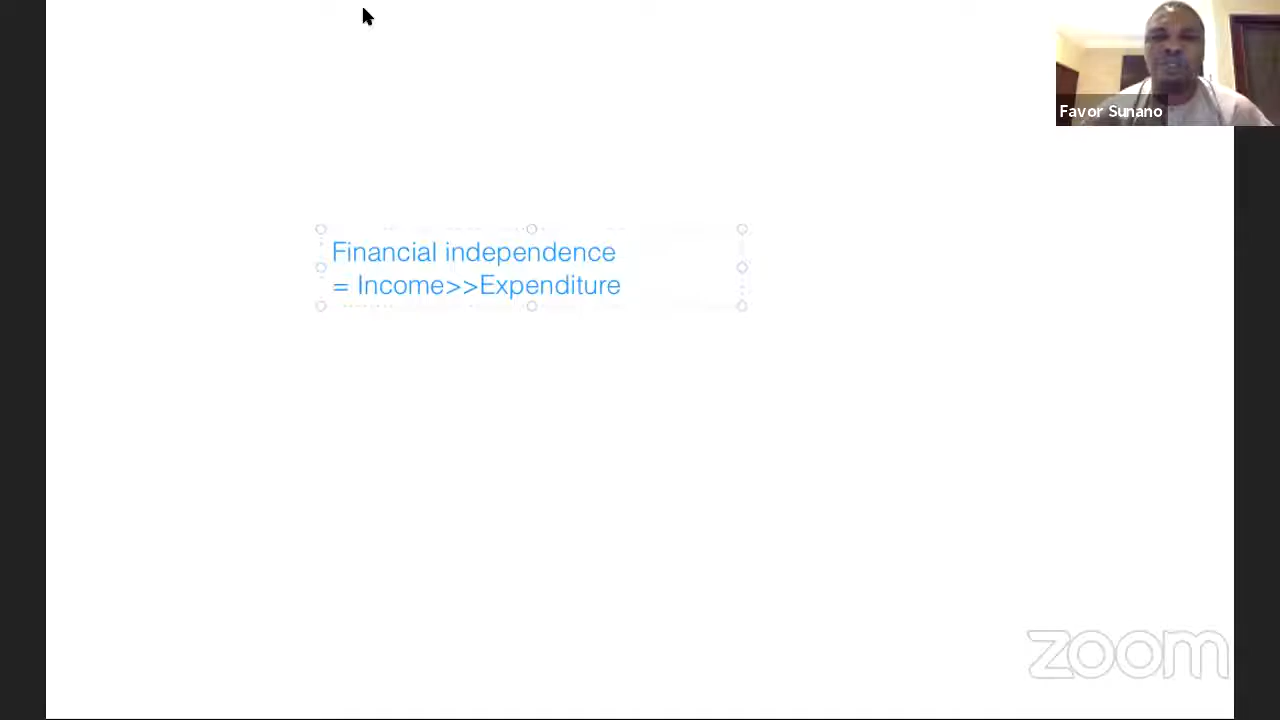 Favor Sunano
Financial independence
= Income>>Expenditure
zoom